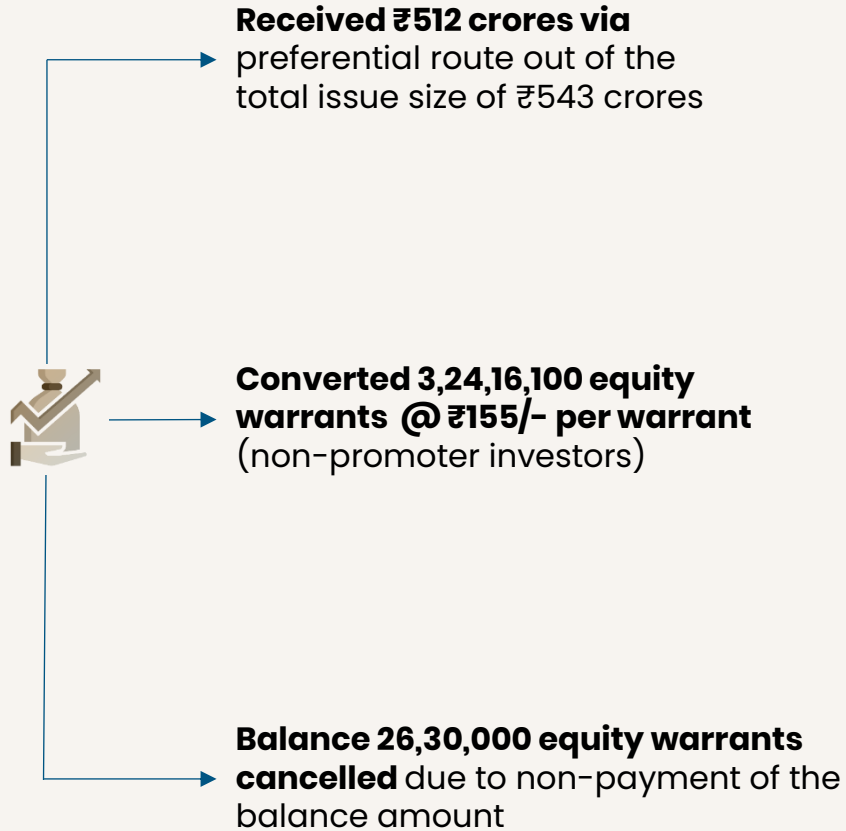 Received ₹512 crores via
preferential route out of the
total issue size of ₹543 crores
Converted 3,24,16,100 equity
warrants @ ₹155/- per warrant
(non-promoter investors)
Balance 26,30,000 equity warrants
cancelled due to non-payment of the
balance amount